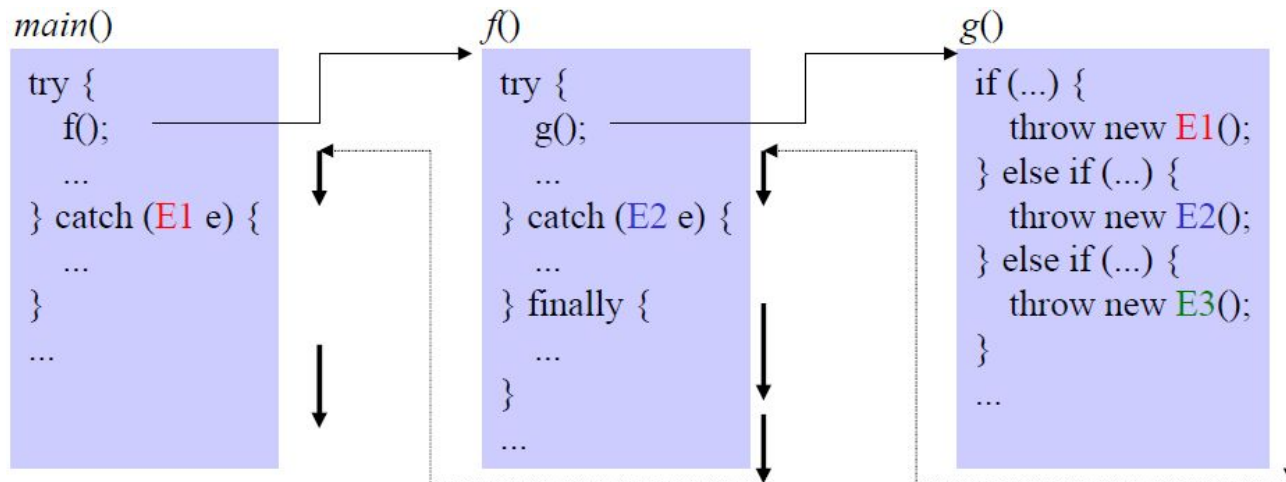 main()
try {
f();
...
} catch (E1 e) {
...
}
...
f()
try {
g();
...
} catch (E2 e) {
...
} finally {
...
}
...
g()
if (...) {
throw new E1();
} else if (...) {
throw new E2();
} else if (...) {
throw new E3();
}
...